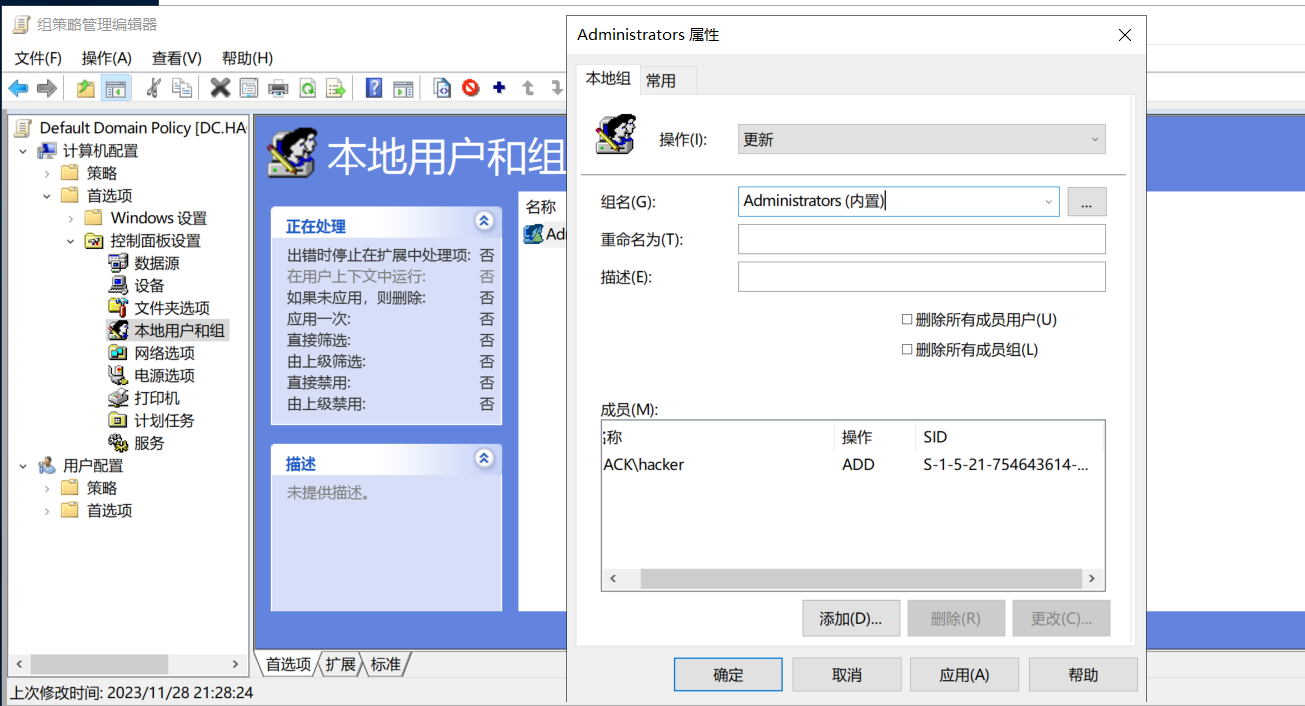 组策略管理编辑器
文件(F) 操作(A) 查看(V) 帮助(H)
Default Domain Policy [DC.HA
计算机配置
策略
首选项
Windows 设置
控制面板设置
数据源
设备
文件夹选项
本地用户和组
网络选项
电源选项
打印机
计划任务
服务
用户配置
策略
首选项
本地用户和组
正在处理
出错时停止在扩展中处理项: 否
在用户上下文中运行: 否
如果未应用，则删除: 否
应用一次: 否
直接筛选: 否
由上级筛选: 否
直接禁用: 否
由上级禁用: 否
描述
未提供描述。
名称
Ad
首选项 扩展 标准
上次修改时间: 2023/11/28 21:28:24
Administrators 属性
本地组 常用
操作(I): 更新
组名(G): Administrators (内置) ...
重命名为(T):
描述(E):
删除所有成员用户(U)
删除所有成员组(L)
成员(M):
称 操作 SID
ACK\hacker ADD S-1-5-21-754643614-...
添加(D)... 删除(R) 更改(C)...
确定 取消 应用(A) 帮助